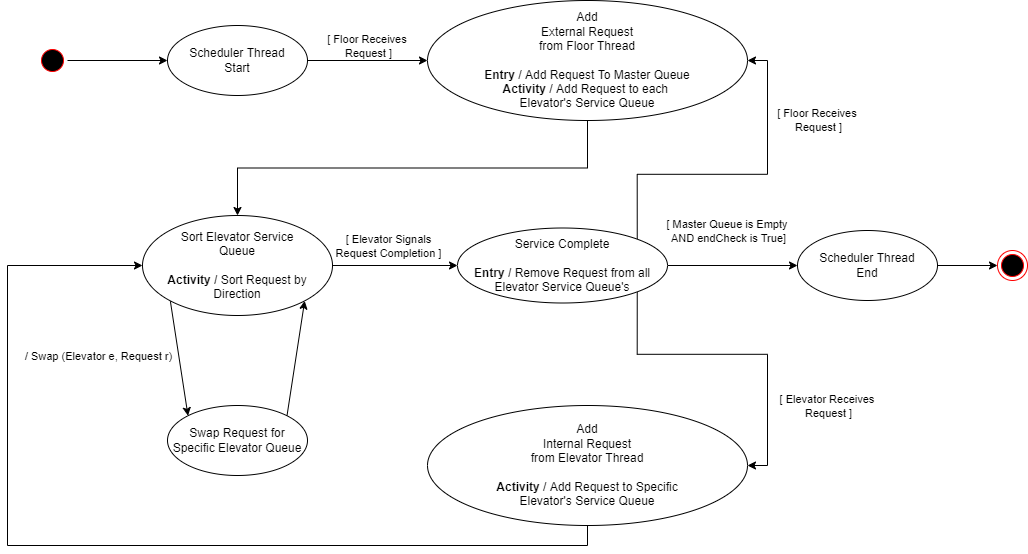 Scheduler Thread
Start
[ Floor Receives
Request ]
Add
External Request
from Floor Thread
Entry / Add Request To Master Queue
Activity / Add Request to each
Elevator's Service Queue
[ Floor Receives
Request ]
Sort Elevator Service
Queue
Activity / Sort Request by
Direction
[ Elevator Signals
Request Completion ]
Service Complete
Entry / Remove Request from all
Elevator Service Queue's
[ Master Queue is Empty
AND endCheck is True]
Scheduler Thread
End
/ Swap (Elevator e, Request r)
Swap Request for
Specific Elevator Queue
[ Elevator Receives
Request ]
Add
Internal Request
from Elevator Thread
Activity / Add Request to Specific
Elevator's Service Queue